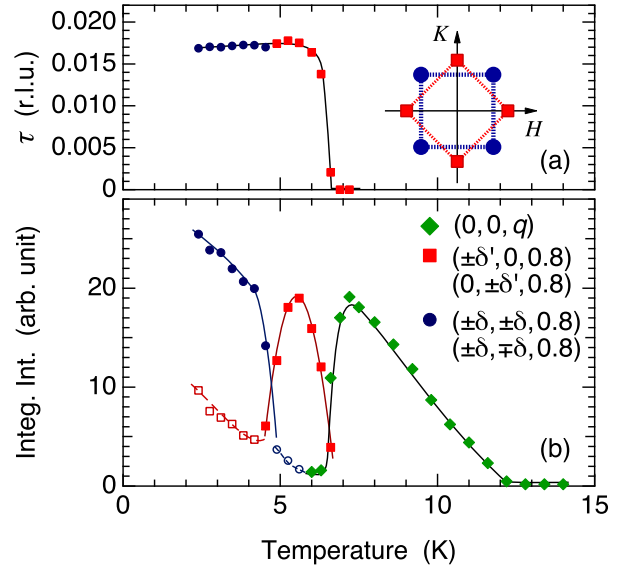 0.020
0.015
0.010
0.005
0
τ (r.l.u.)
K
H
(a)
20
10
0
Integ. Int. (arb. unit)
(0, 0, q)
(±δ', 0, 0.8)
(0, ±δ', 0.8)
(±δ, ±δ, 0.8)
(±δ, ∓δ, 0.8)
(b)
0 5 10 15
Temperature (K)